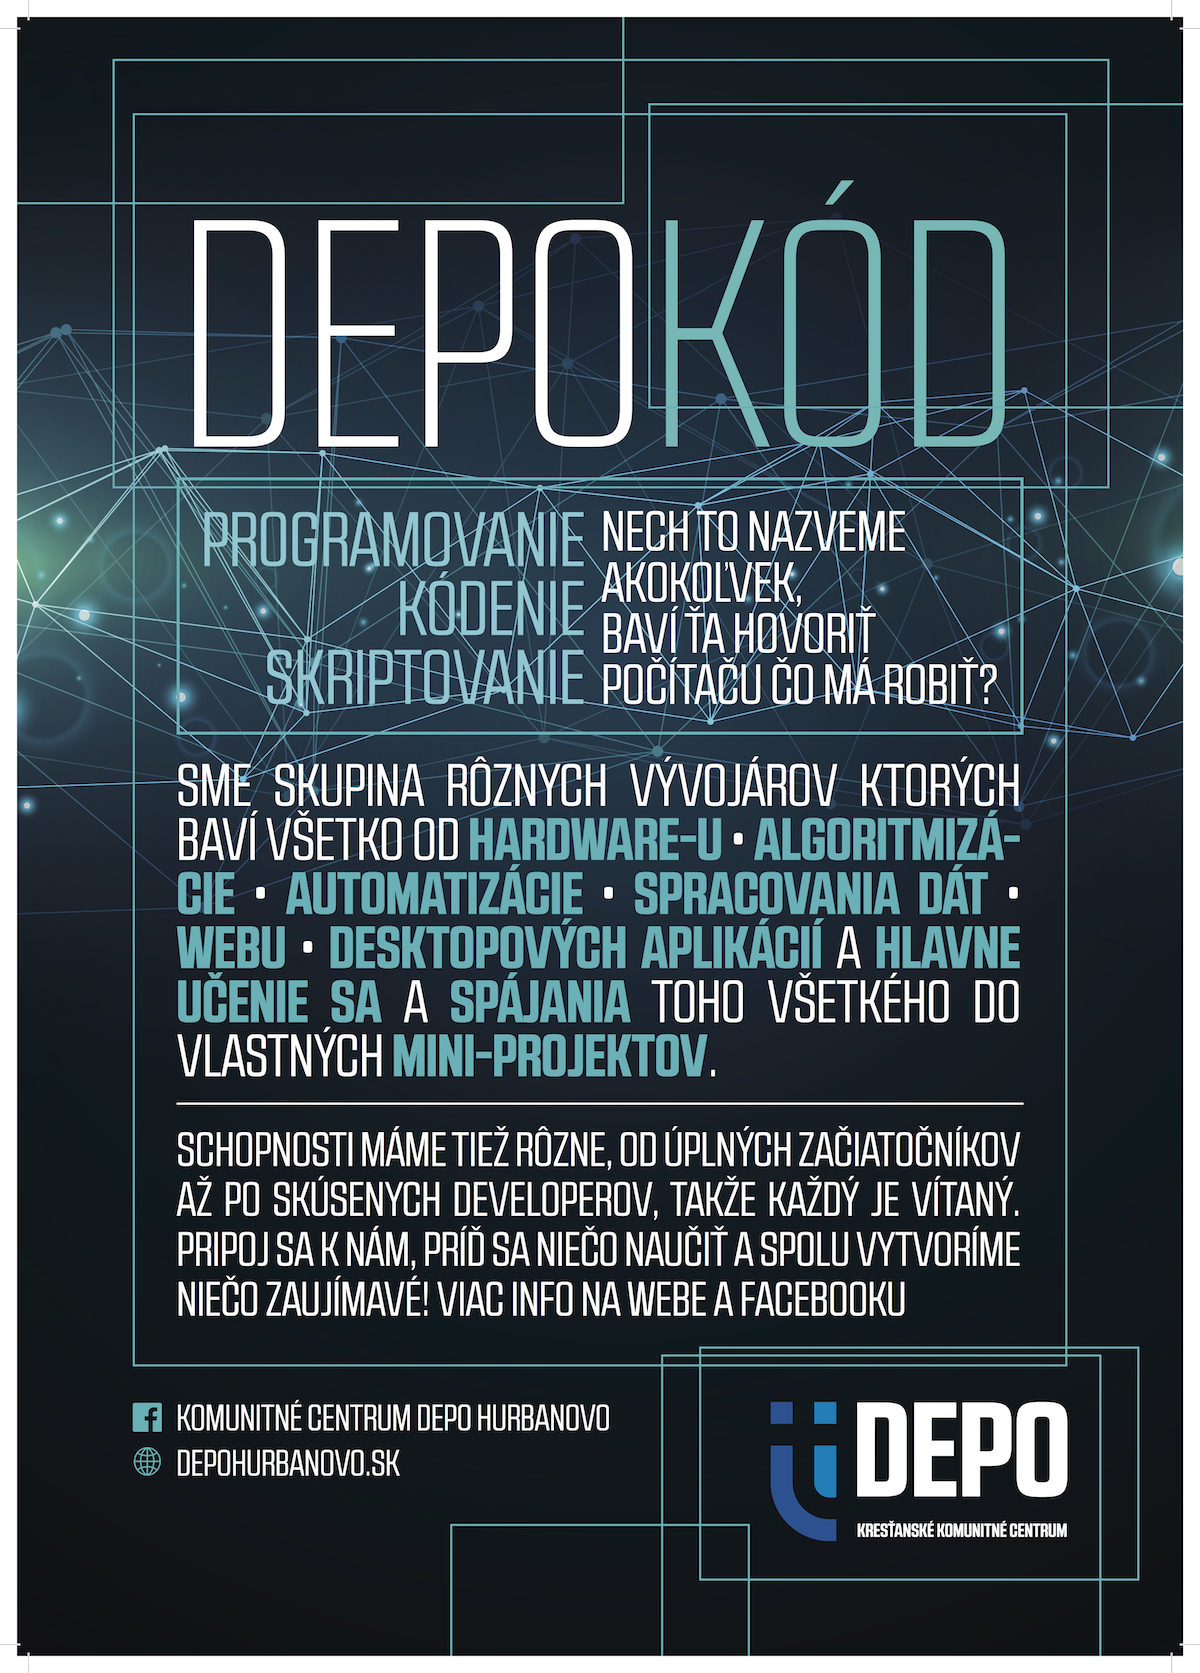 DEPOKÓD
PROGRAMOVANIE
KÓDENIE
SKRIPTOVANIE
NECH TO NAZVEME
AKOKOĽVEK,
BAVÍ ŤA HOVORIŤ
POČÍTAČU ČO MÁ ROBIŤ?
SME SKUPINA RÔZNYCH VÝVOJÁROV KTORÝCH
BAVÍ VŠETKO OD HARDWARE-U • ALGORITMIZÁ-
CIE • AUTOMATIZÁCIE • SPRACOVANIA DÁT •
WEBU • DESKTOPOVÝCH APLIKÁCIÍ A HLAVNE
UČENIE SA A SPÁJANIA TOHO VŠETKÉHO DO
VLASTNÝCH MINI-PROJEKTOV.
SCHOPNOSTI MÁME TIEŽ RÔZNE, OD ÚPLNÝCH ZAČIATOČNÍKOV
AŽ PO SKÚSENYCH DEVELOPEROV, TAKŽE KAŽDÝ JE VÍTANÝ.
PRIPOJ SA K NÁM, PRÍĎ SA NIEČO NAUČIŤ A SPOLU VYTVORÍME
NIEČO ZAUJÍMAVÉ! VIAC INFO NA WEBE A FACEBOOKU
KOMUNITNÉ CENTRUM DEPO HURBANOVO
DEPOHURBANOVO.SK
DEPO
KRESŤANSKÉ KOMUNITNÉ CENTRUM